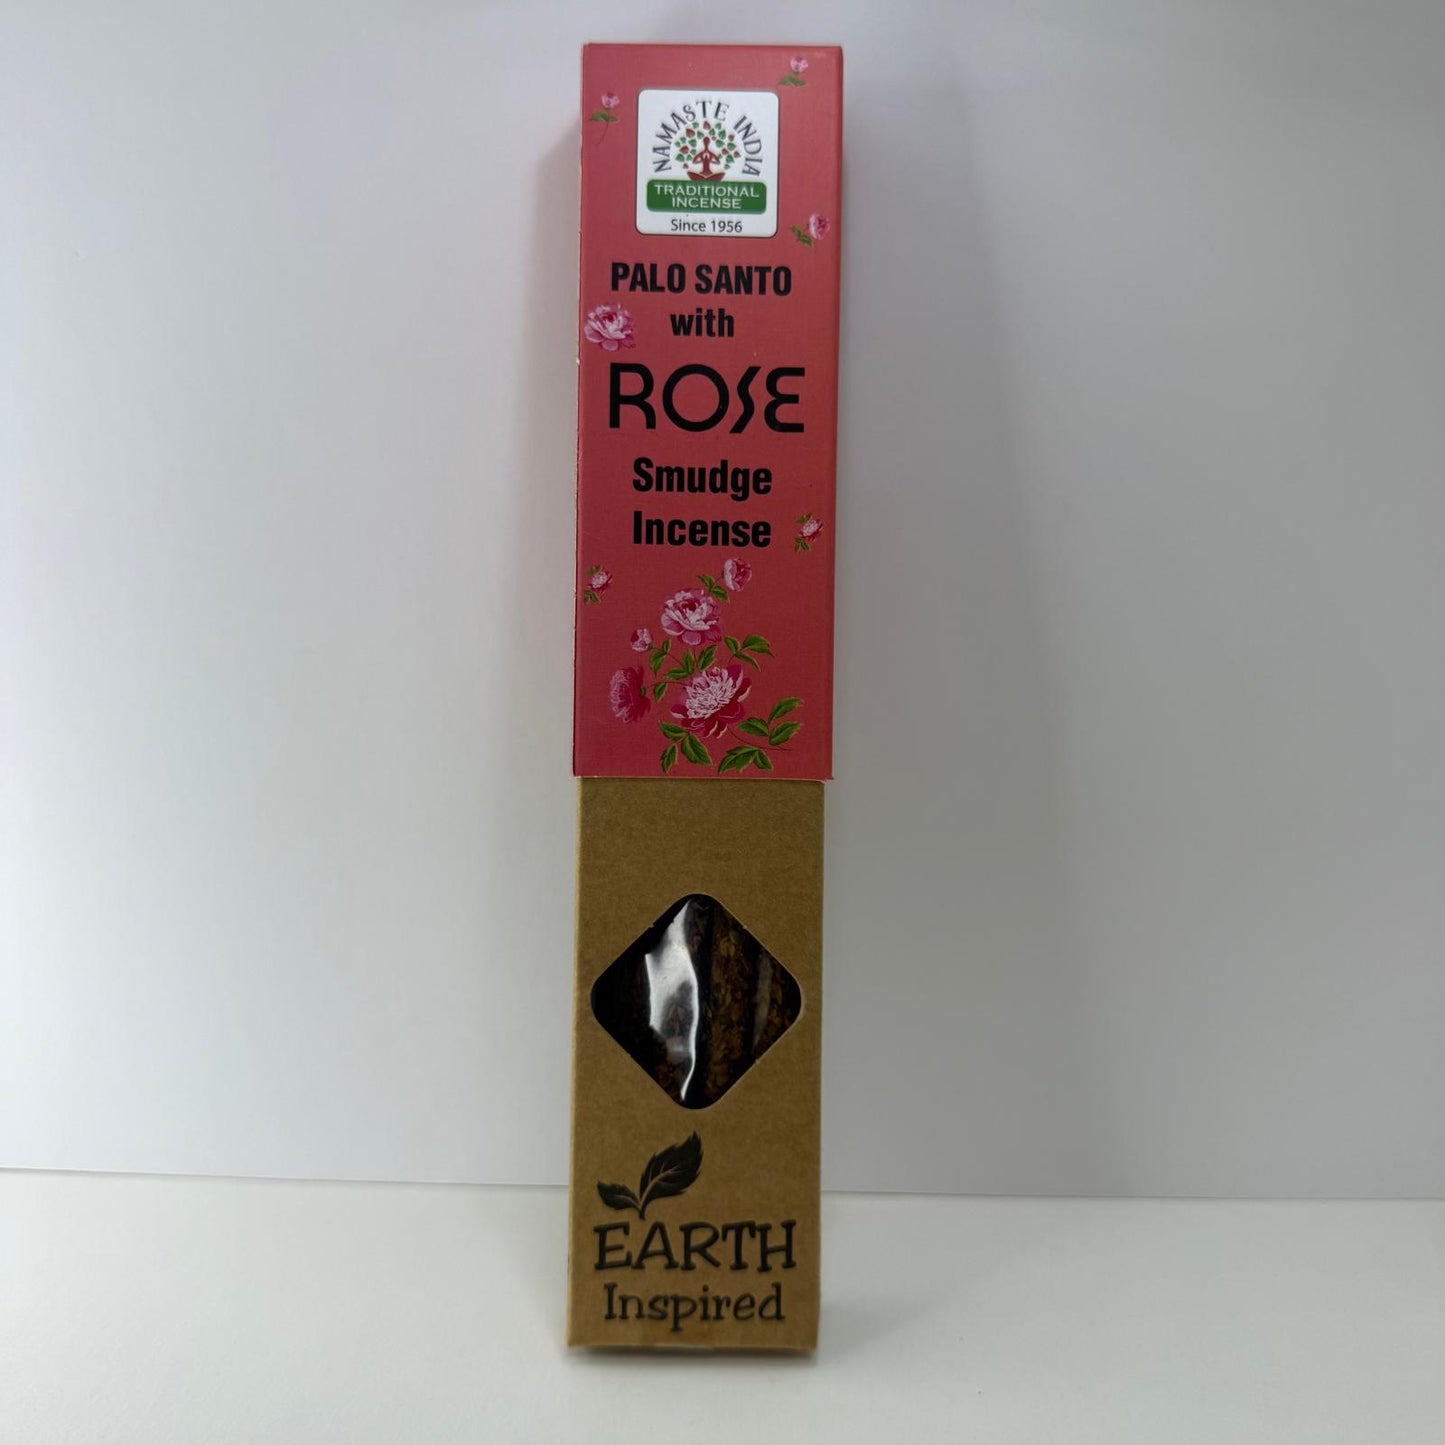 NAMASTE INDIA
TRADITIONAL
INCENSE
Since 1956
PALO SANTO
with
ROSE
Smudge
Incense
EARTH
Inspired